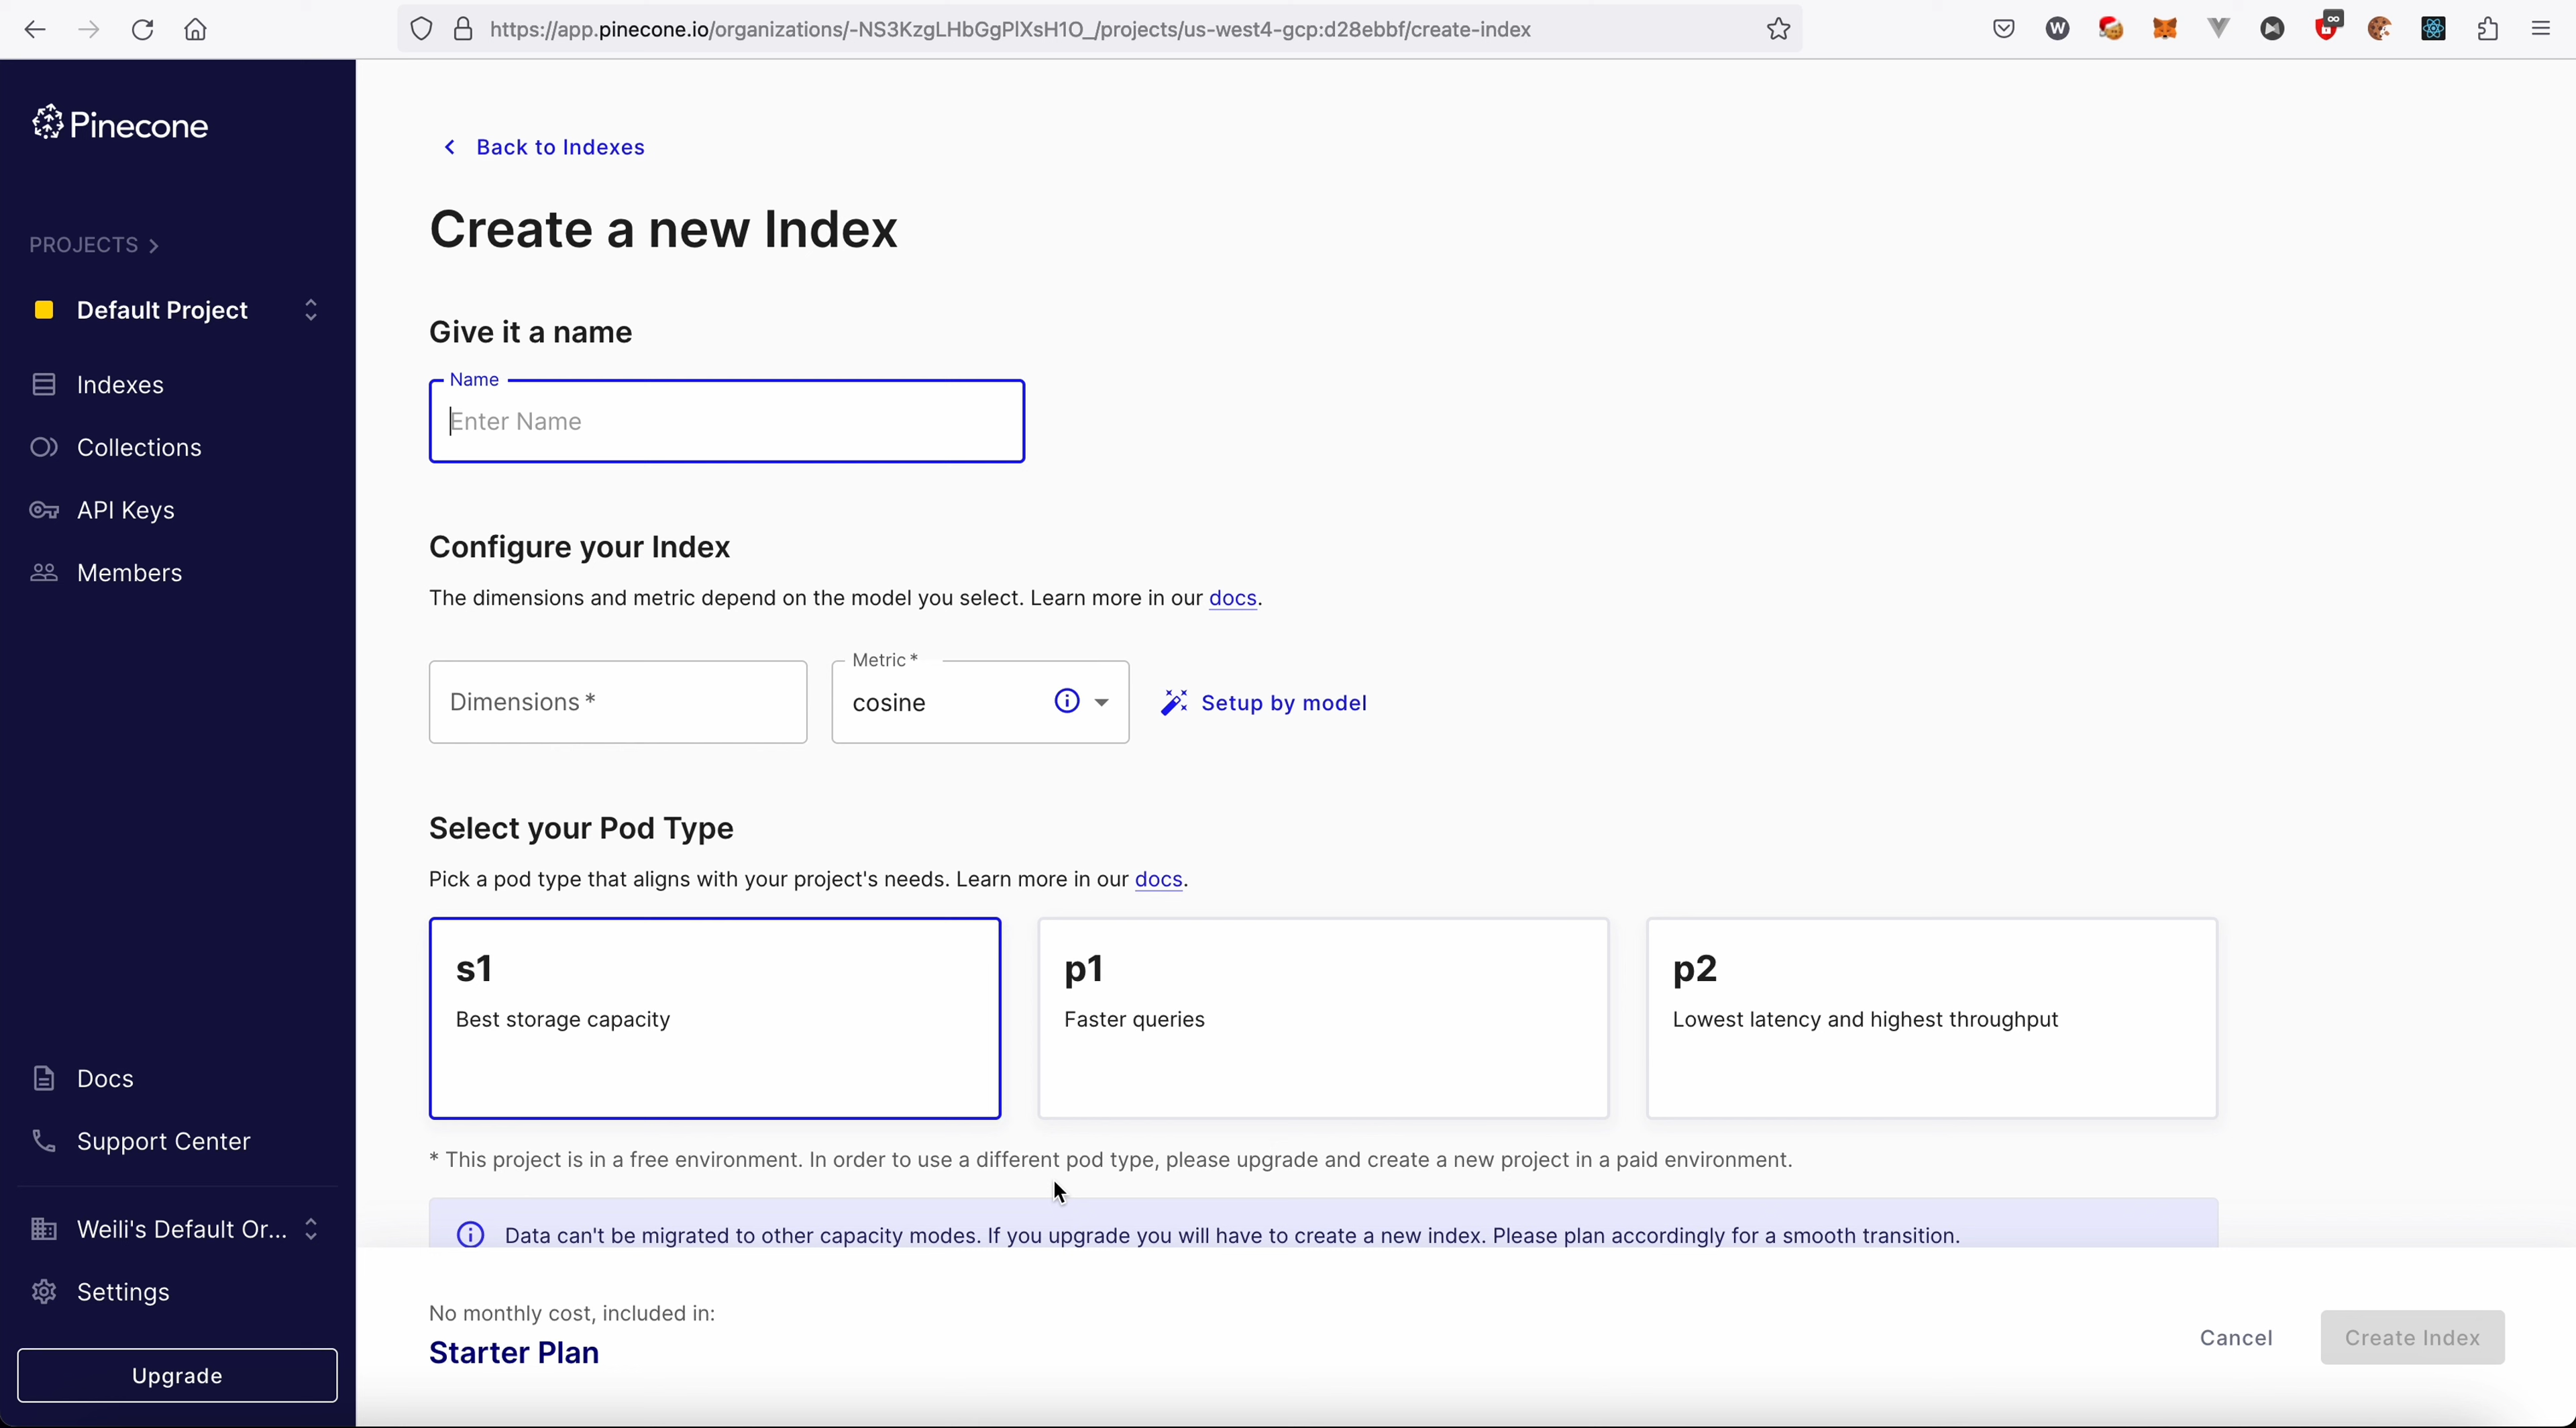 https://app.pinecone.io/organizations/-NS3KzgLHbGgPlXsH1O_/projects/us-west4-gcp:d28ebbf/create-index
W
∞
Pinecone
PROJECTS
Default Project
Indexes
Collections
API Keys
Members
Docs
Support Center
Weili's Default Or...
Settings
Upgrade
Back to Indexes
Create a new Index
Give it a name
Name
Enter Name
Configure your Index
The dimensions and metric depend on the model you select. Learn more in our docs.
Dimensions *
Metric *
cosine
Setup by model
Select your Pod Type
Pick a pod type that aligns with your project's needs. Learn more in our docs.
s1
Best storage capacity
p1
Faster queries
p2
Lowest latency and highest throughput
* This project is in a free environment. In order to use a different pod type, please upgrade and create a new project in a paid environment.
Data can't be migrated to other capacity modes. If you upgrade you will have to create a new index. Please plan accordingly for a smooth transition.
No monthly cost, included in:
Starter Plan
Cancel
Create Index